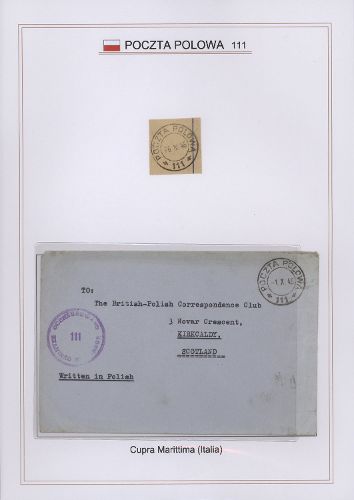 POCZTA POLOWA 111
POCZTA POLOWA
111
POCZTA POLOWA
111
TO:
The British-Polish Correspondence Club
3 Novar Crescent,
KIRKCALDY,
SCOTLAND
111
Written in Polish
Cupra Marittima (Italia)